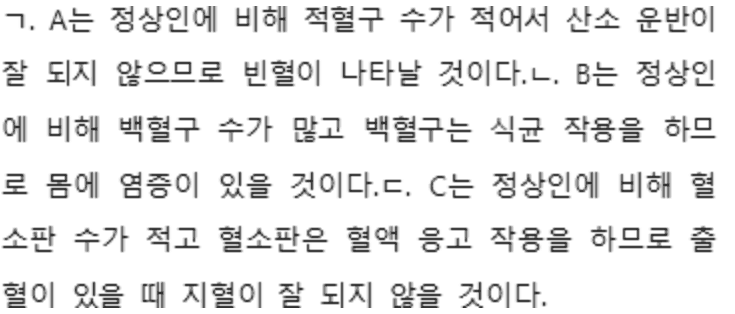 ㄱ. A는 정상인에 비해 적혈구 수가 적어서 산소 운반이
잘 되지 않으므로 빈혈이 나타날 것이다.ㄴ. B는 정상인
에 비해 백혈구 수가 많고 백혈구는 식균 작용을 하므
로 몸에 염증이 있을 것이다.ㄷ. C는 정상인에 비해 혈
소판 수가 적고 혈소판은 혈액 응고 작용을 하므로 출
혈이 있을 때 지혈이 잘 되지 않을 것이다.